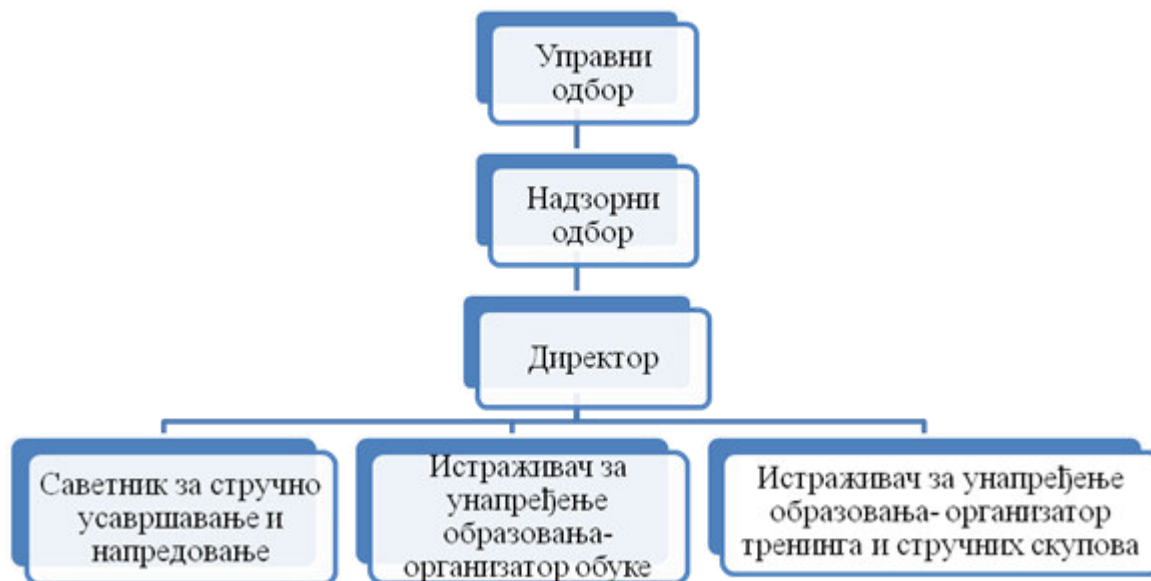 Управни
одбор
Надзорни
одбор
Директор
Саветник за стручно
усавршавање и
напредовање
Истраживач за
унапређење
образовања-
организатор обуке
Истраживач за унапређење
образовања- организатор
тренинга и стручних скупова